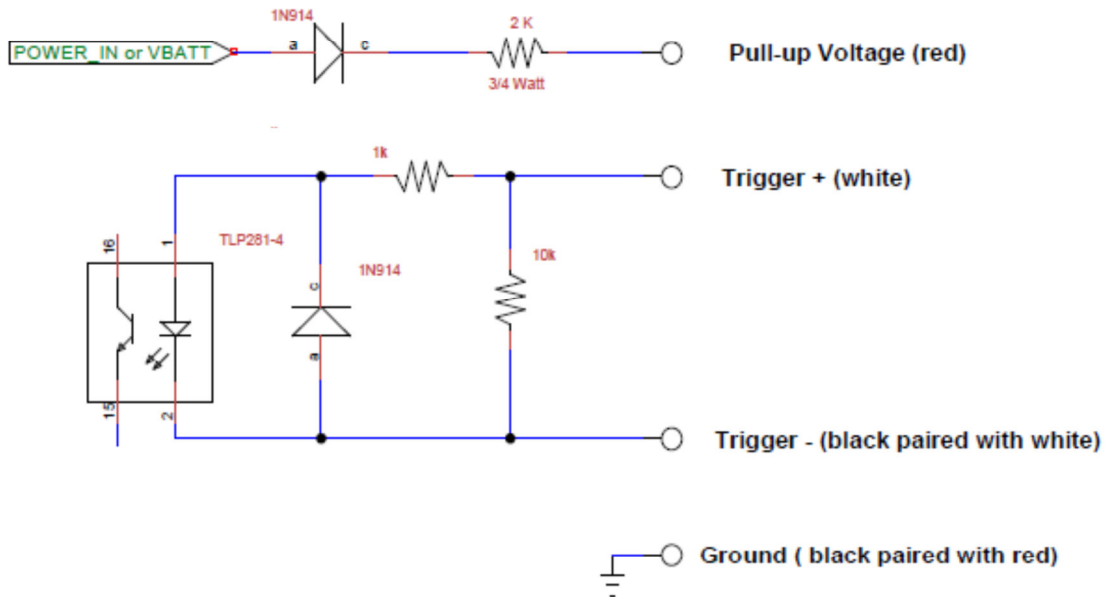 1N914
2 K
POWER_IN or VBATT
a
c
Pull-up Voltage (red)
3/4 Watt
1k
Trigger + (white)
16
1
TLP281-4
1N914
10k
c
a
15
2
Trigger - (black paired with white)
Ground ( black paired with red)